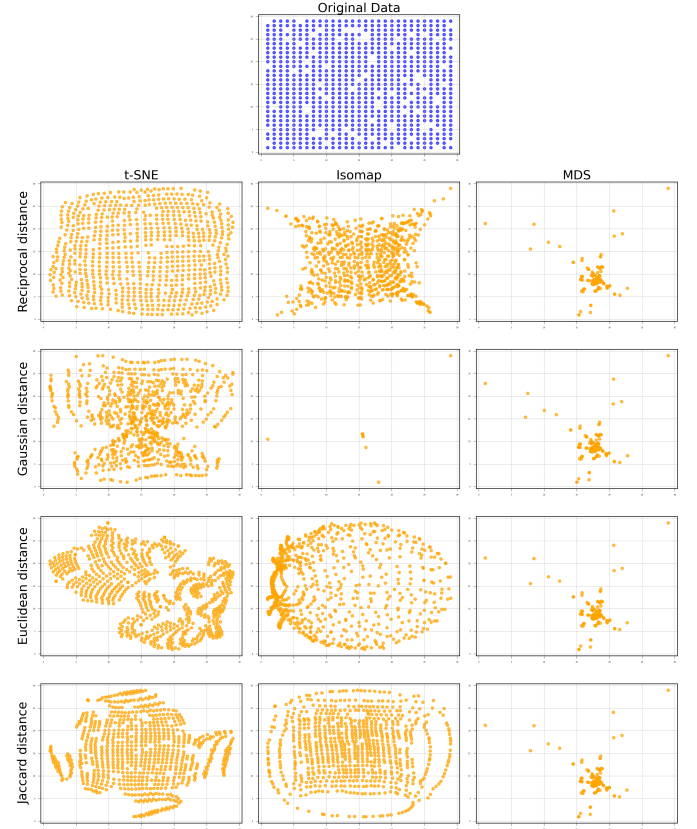 Original Data
t-SNE
Isomap
MDS
Reciprocal distance
Gaussian distance
Euclidean distance
Jaccard distance